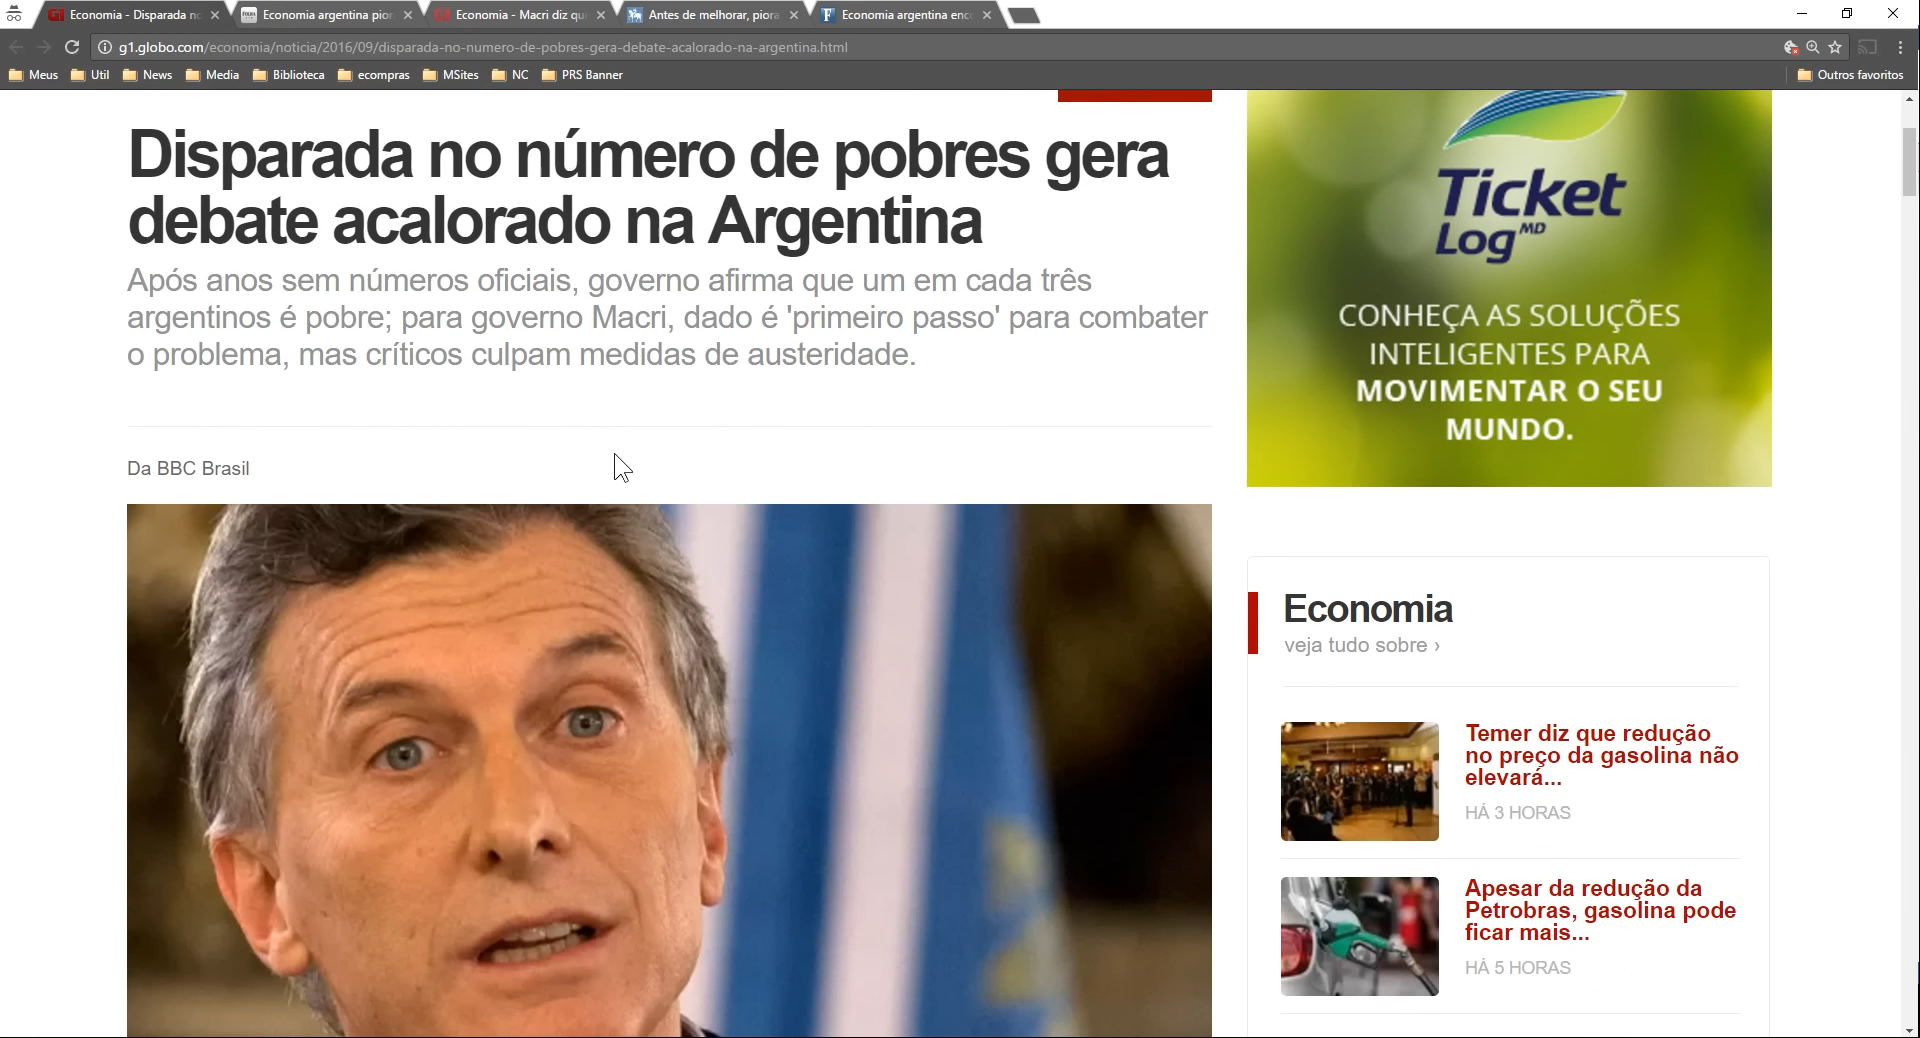 Economia - Disparada no
Economia argentina pior
Economia - Macri diz qu
Antes de melhorar, piora
Economia argentina enc
g1.globo.com/economia/noticia/2016/09/disparada-no-numero-de-pobres-gera-debate-acalorado-na-argentina.html
Meus Util News Media Biblioteca ecompras MSites NC PRS Banner Outros favoritos
Disparada no número de pobres gera
debate acalorado na Argentina
Após anos sem números oficiais, governo afirma que um em cada três
argentinos é pobre; para governo Macri, dado é 'primeiro passo' para combater
o problema, mas críticos culpam medidas de austeridade.
Da BBC Brasil
Ticket
Log MD
CONHEÇA AS SOLUÇÕES
INTELIGENTES PARA
MOVIMENTAR O SEU
MUNDO.
Economia
veja tudo sobre ›
Temer diz que redução
no preço da gasolina não
elevará...
HÁ 3 HORAS
Apesar da redução da
Petrobras, gasolina pode
ficar mais...
HÁ 5 HORAS